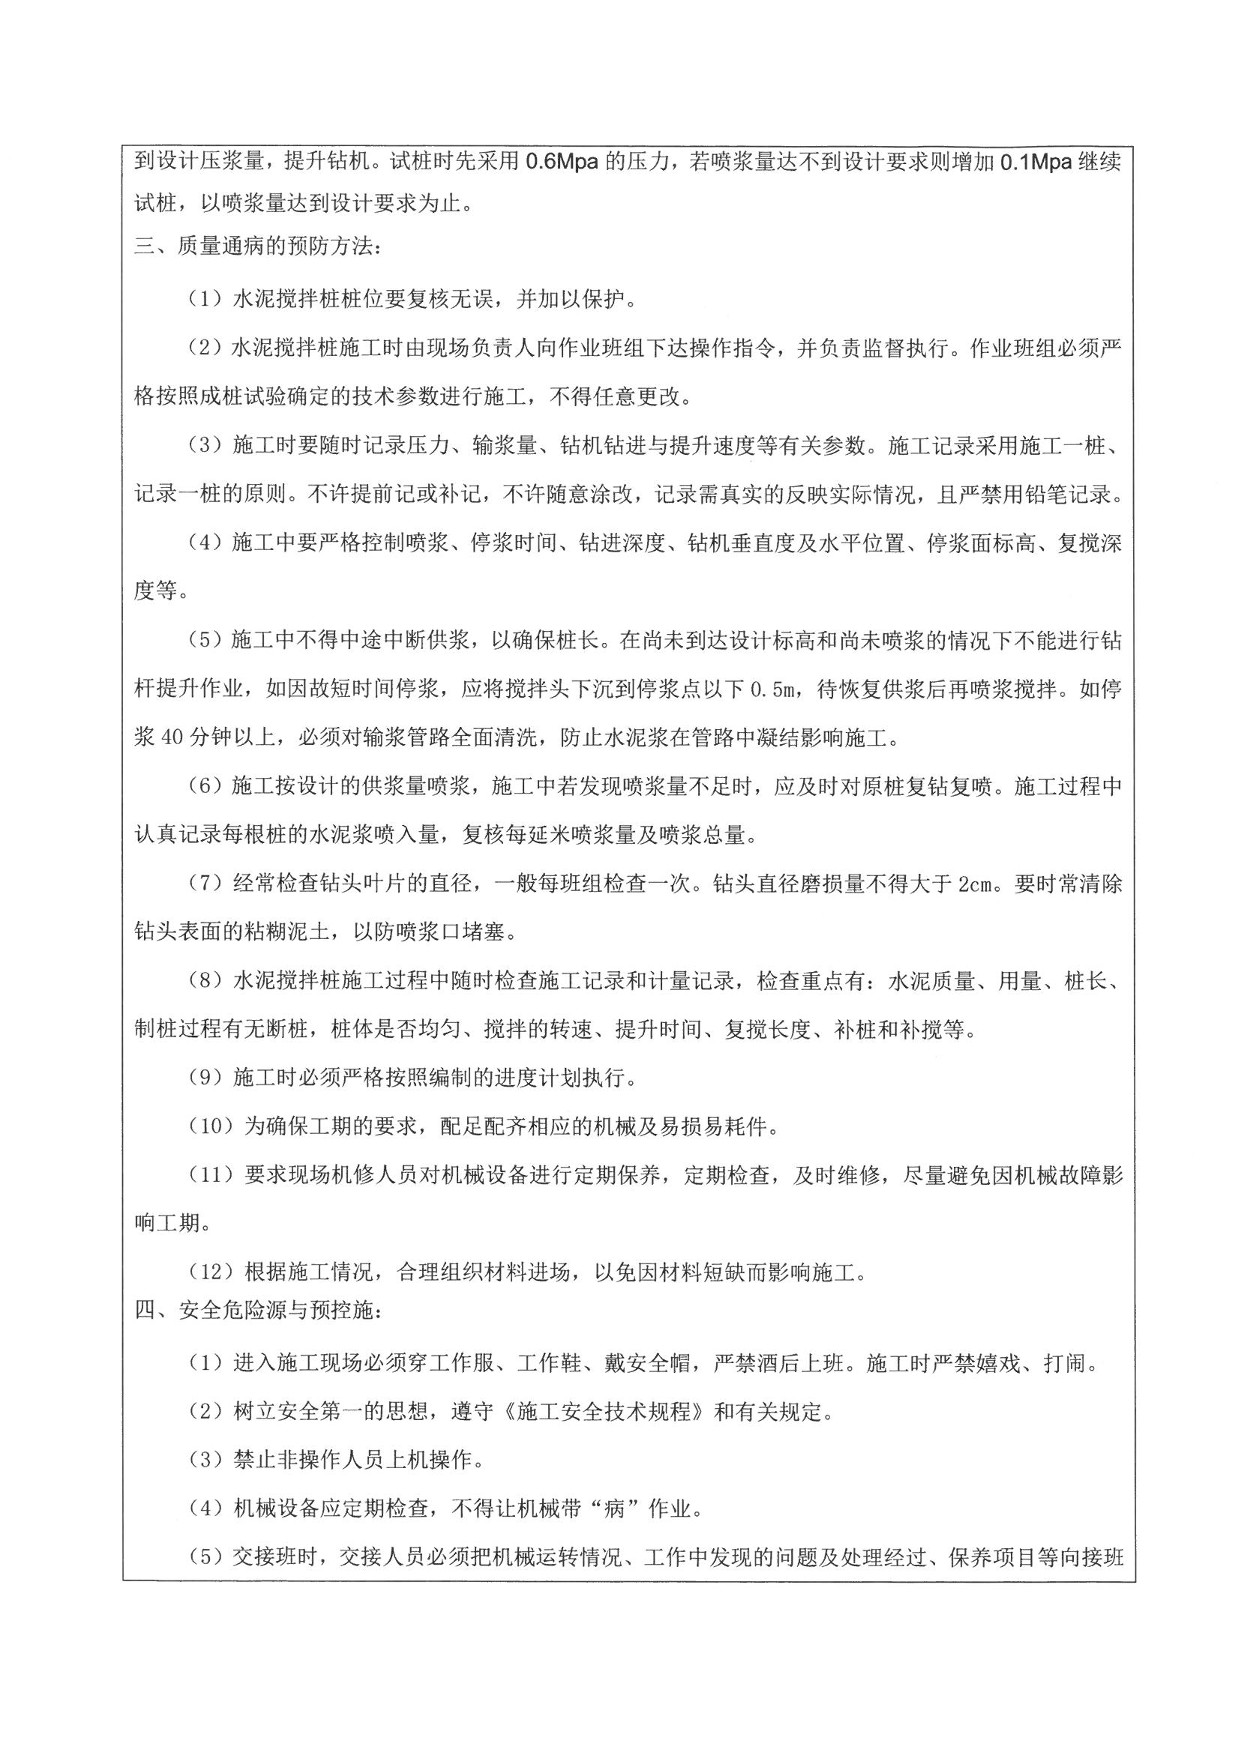 到设计压浆量，提升钻机。试桩时先采用 0.6Mpa 的压力，若喷浆量达不到设计要求则增加 0.1Mpa 继续
试桩，以喷浆量达到设计要求为止。
三、质量通病的预防方法：
（1）水泥搅拌桩桩位要复核无误，并加以保护。
（2）水泥搅拌桩施工时由现场负责人向作业班组下达操作指令，并负责监督执行。作业班组必须严
格按照成桩试验确定的技术参数进行施工，不得任意更改。
（3）施工时要随时记录压力、输浆量、钻机钻进与提升速度等有关参数。施工记录采用施工一桩、
记录一桩的原则。不许提前记或补记，不许随意涂改，记录需真实的反映实际情况，且严禁用铅笔记录。
（4）施工中要严格控制喷浆、停浆时间、钻进深度、钻机垂直度及水平位置、停浆面标高、复搅深
度等。
（5）施工中不得中途中断供浆，以确保桩长。在尚未到达设计标高和尚未喷浆的情况下不能进行钻
杆提升作业，如因故短时间停浆，应将搅拌头下沉到停浆点以下 0.5m，待恢复供浆后再喷浆搅拌。如停
浆 40 分钟以上，必须对输浆管路全面清洗，防止水泥浆在管路中凝结影响施工。
（6）施工按设计的供浆量喷浆，施工中若发现喷浆量不足时，应及时对原桩复钻复喷。施工过程中
认真记录每根桩的水泥浆喷入量，复核每延米喷浆量及喷浆总量。
（7）经常检查钻头叶片的直径，一般每班组检查一次。钻头直径磨损量不得大于 2cm。要时常清除
钻头表面的粘糊泥土，以防喷浆口堵塞。
（8）水泥搅拌桩施工过程中随时检查施工记录和计量记录，检查重点有：水泥质量、用量、桩长、
制桩过程有无断桩，桩体是否均匀、搅拌的转速、提升时间、复搅长度、补桩和补搅等。
（9）施工时必须严格按照编制的进度计划执行。
（10）为确保工期的要求，配足配齐相应的机械及易损易耗件。
（11）要求现场机修人员对机械设备进行定期保养，定期检查，及时维修，尽量避免因机械故障影
响工期。
（12）根据施工情况，合理组织材料进场，以免因材料短缺而影响施工。
四、安全危险源与预控施：
（1）进入施工现场必须穿工作服、工作鞋、戴安全帽，严禁酒后上班。施工时严禁嬉戏、打闹。
（2）树立安全第一的思想，遵守《施工安全技术规程》和有关规定。
（3）禁止非操作人员上机操作。
（4）机械设备应定期检查，不得让机械带“病”作业。
（5）交接班时，交接人员必须把机械运转情况、工作中发现的问题及处理经过、保养项目等向接班